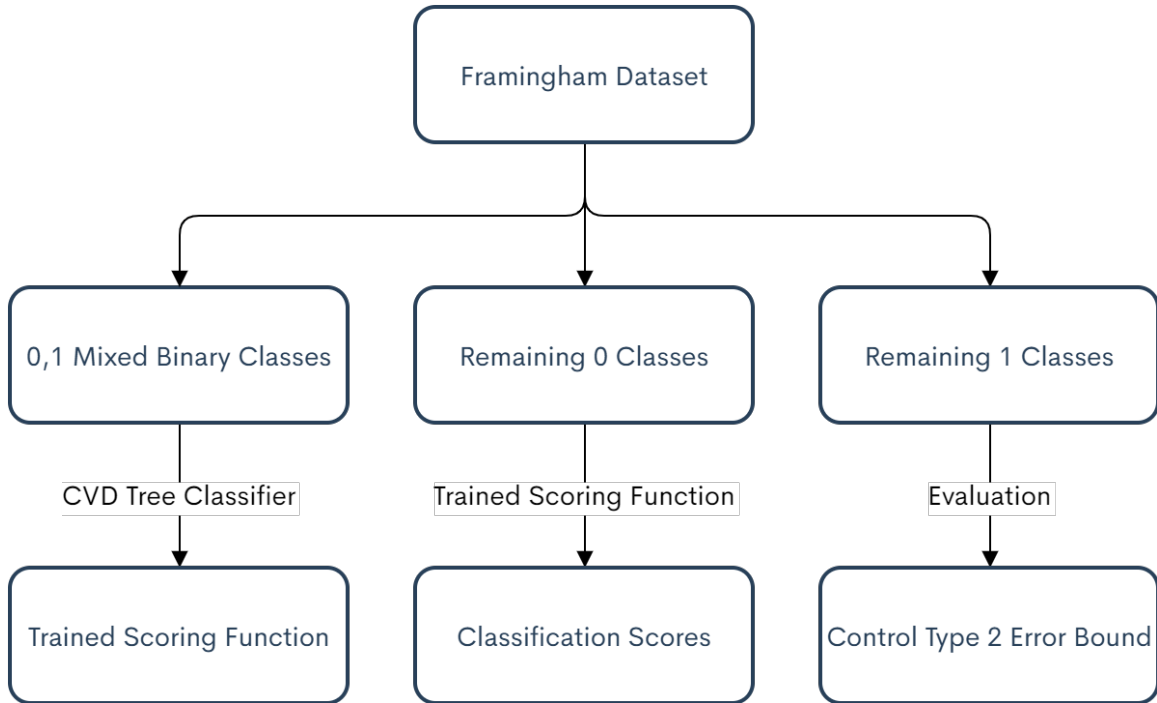 Framingham Dataset
0,1 Mixed Binary Classes
Remaining 0 Classes
Remaining 1 Classes
CVD Tree Classifier
Trained Scoring Function
Evaluation
Trained Scoring Function
Classification Scores
Control Type 2 Error Bound